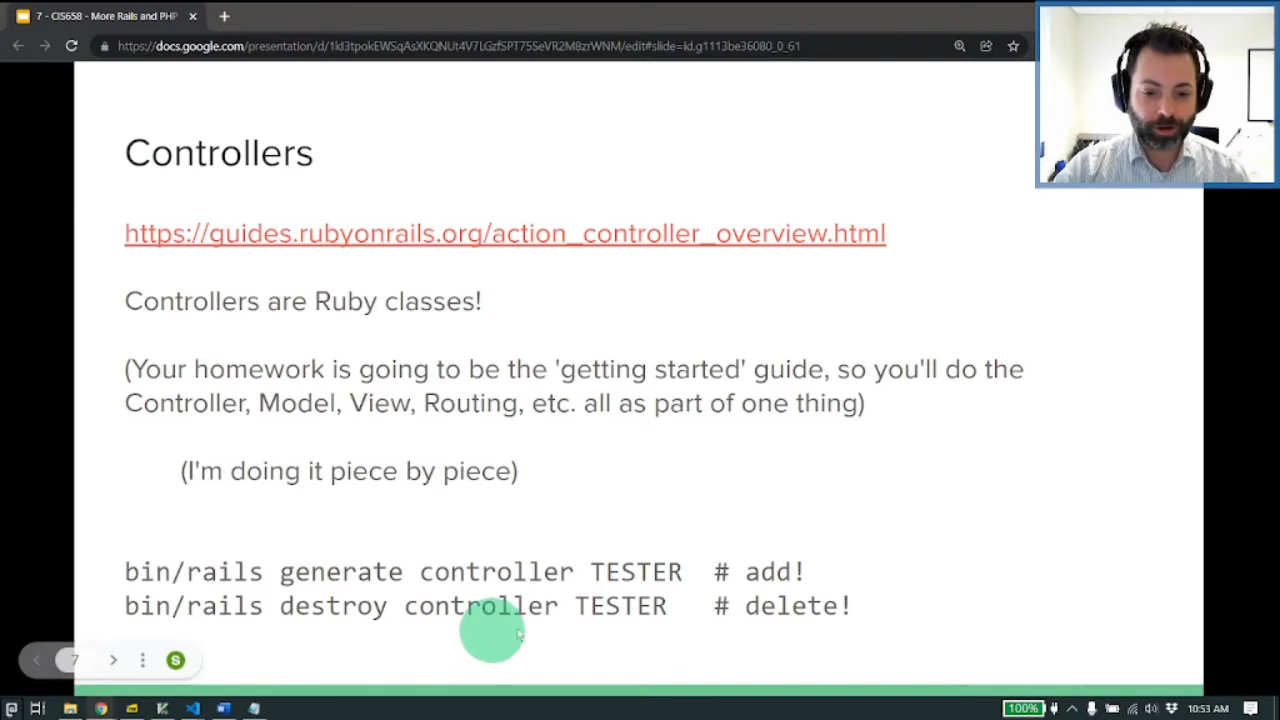 7 - CIS658 - More Rails and PHP
https://docs.google.com/presentation/d/1kI3tpokEWSqAsXKQNUt4V7LGzfSPT75SeVR2M8zrWNM/edit#slide=id.g1113be36080_0_61
Controllers
https://guides.rubyonrails.org/action_controller_overview.html
Controllers are Ruby classes!
(Your homework is going to be the 'getting started' guide, so you'll do the
Controller, Model, View, Routing, etc. all as part of one thing)
(I'm doing it piece by piece)
bin/rails generate controller TESTER # add!
bin/rails destroy controller TESTER # delete!
7
S
100%
10:53 AM